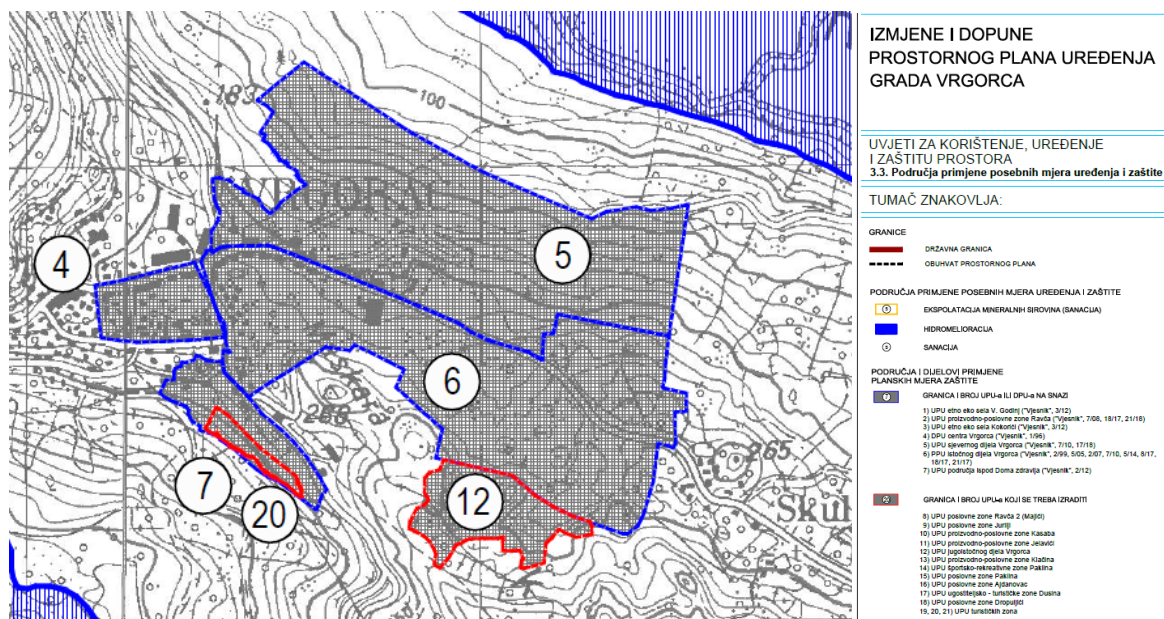 183
100
VRGORAC
4
5
6
7
20
12
65
Skul
IZMJENE I DOPUNE
PROSTORNOG PLANA UREĐENJA
GRADA VRGORCA
UVJETI ZA KORIŠTENJE, UREĐENJE
I ZAŠTITU PROSTORA
3.3. Područja primjene posebnih mjera uređenja i zaštite
TUMAČ ZNAKOVLJA:
GRANICE
DRŽAVNA GRANICA
OBUHVAT PROSTORNOG PLANA
PODRUČJA PRIMJENE POSEBNIH MJERA UREĐENJA I ZAŠTITE
EKSPOLATACIJA MINERALNIH SIROVINA (SANACIJA)
HIDROMELIORACIJA
SANACIJA
PODRUČJA I DIJELOVI PRIMJENE
PLANSKIH MJERA ZAŠTITE
GRANICA I BROJ UPU-a ILI DPU-a NA SNAZI
1) UPU etno eko sela V. Godinj ("Vjesnik", 3/12)
2) UPU proizvodno-poslovne zone Ravča ("Vjesnik", 7/08, 18/17, 21/18)
3) UPU etno eko sela Kokorići ("Vjesnik", 3/12)
4) DPU centra Vrgorca ("Vjesnik", 1/96)
5) UPU sjevernog dijela Vrgorca ("Vjesnik", 7/10, 17/18)
6) PPU istočnog dijela Vrgorca ("Vjesnik", 2/99, 5/05, 2/07, 7/10, 5/14, 8/17,
18/17, 21/17)
7) UPU područja ispod Doma zdravlja ("Vjesnik", 2/12)
GRANICA I BROJ UPU-a KOJI SE TREBA IZRADITI
8) UPU poslovne zone Ravča 2 (Majići)
9) UPU poslovne zone Jurlji
10) UPU proizvodno-poslovne zone Kasaba
11) UPU proizvodno-poslovne zone Jelavići
12) UPU jugoistočnog djela Vrgorca
13) UPU proizvodno-poslovne zone Klačina
14) UPU športsko-rekreativne zone Paklina
15) UPU poslovne zone Paklina
16) UPU poslovne zone Ajdanovac
17) UPU ugostiteljsko - turističke zone Dusina
18) UPU poslovne zone Dropuljići
19, 20, 21) UPU turističkih zona